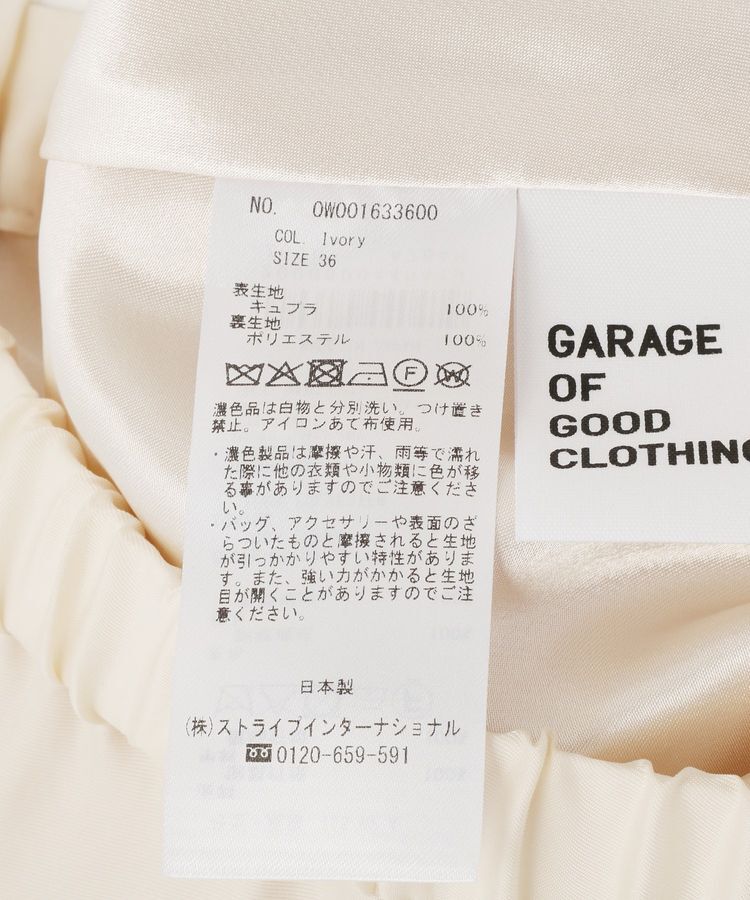 NO. 0W001633600
COL. Ivory
SIZE 36
表生地
キュプラ 100%
裏生地
ポリエステル 100%
F
W
濃色品は白物と分別洗い。つけ置き
禁止。アイロンあて布使用。
・濃色製品は摩擦や汗、雨等で濡れ
た際に他の衣類や小物類に色が移
る事がありますのでご注意くださ
い。
・バッグ、アクセサリーや表面のざ
らついたものと摩擦されると生地
が引っかかりやすい特性がありま
す。また、強い力がかかると生地
目が開くことがありますのでご注
意ください。
日本製
(株)ストライプインターナショナル
0120-659-591
GARAGE
OF
GOOD
CLOTHING